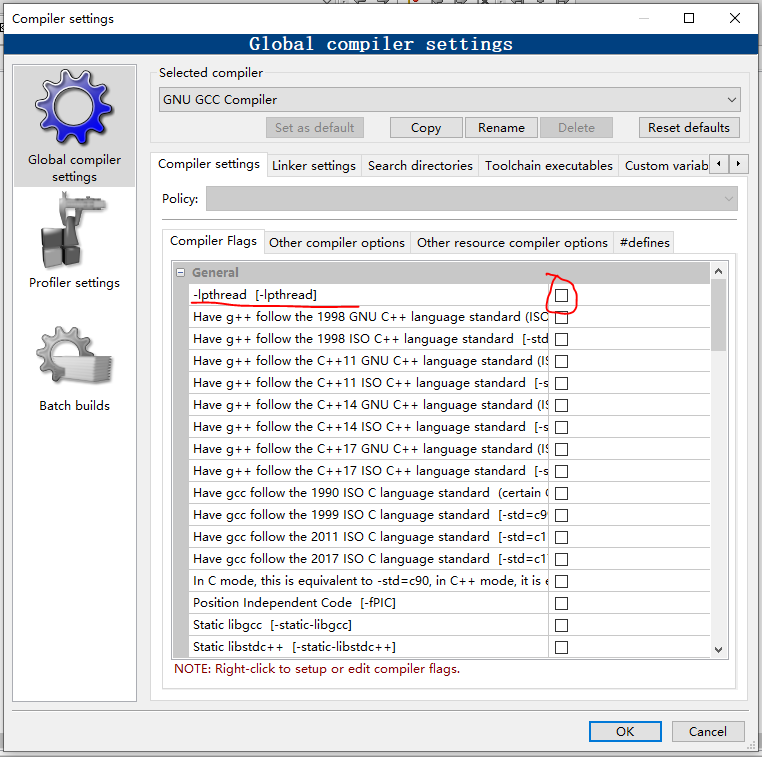 Compiler settings
Global compiler settings
Global compiler
settings
Profiler settings
Batch builds
Selected compiler
GNU GCC Compiler
Set as default
Copy
Rename
Delete
Reset defaults
Compiler settings
Linker settings
Search directories
Toolchain executables
Custom variab
Policy:
Compiler Flags
Other compiler options
Other resource compiler options
#defines
General
-lpthread [-lpthread]
Have g++ follow the 1998 GNU C++ language standard (ISO
Have g++ follow the 1998 ISO C++ language standard [-std
Have g++ follow the C++11 GNU C++ language standard (IS
Have g++ follow the C++11 ISO C++ language standard [-s
Have g++ follow the C++14 GNU C++ language standard (IS
Have g++ follow the C++14 ISO C++ language standard [-s
Have g++ follow the C++17 GNU C++ language standard (IS
Have g++ follow the C++17 ISO C++ language standard [-s
Have gcc follow the 1990 ISO C language standard (certain G
Have gcc follow the 1999 ISO C language standard [-std=c9
Have gcc follow the 2011 ISO C language standard [-std=c1
Have gcc follow the 2017 ISO C language standard [-std=c1
In C mode, this is equivalent to -std=c90, in C++ mode, it is e
Position Independent Code [-fPIC]
Static libgcc [-static-libgcc]
Static libstdc++ [-static-libstdc++]
NOTE: Right-click to setup or edit compiler flags.
OK
Cancel